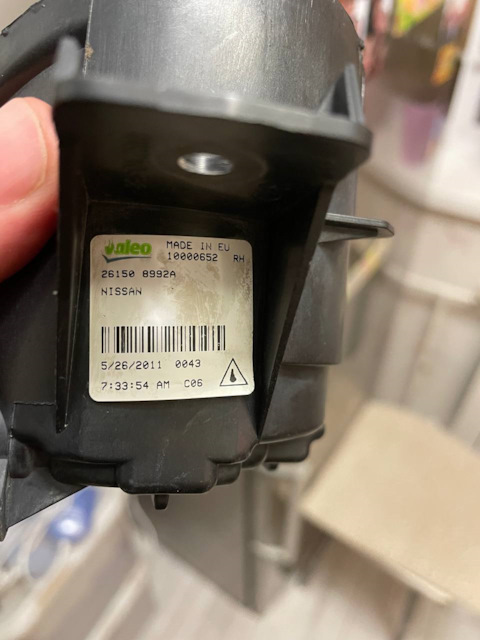 Valeo
MADE IN EU
10000652 RH
26150 8992A
NISSAN
5/26/2011 0043
7:33:54 AM C06